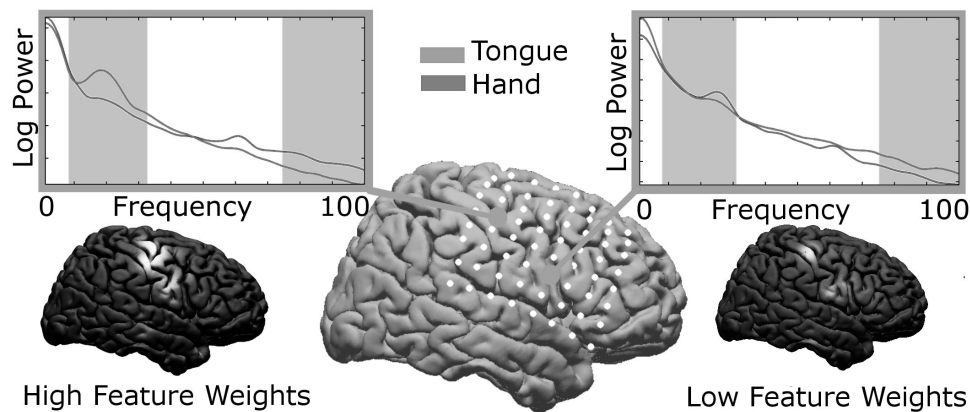 Log Power
0 Frequency 100
Tongue
Hand
Log Power
0 Frequency 100
High Feature Weights
Low Feature Weights